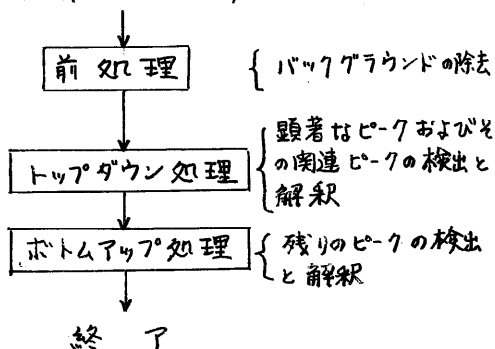 前処理
バックグラウンドの除去
トップダウン処理
顕著なピークおよびそ
の関連ピークの検出と
解釈
ボトムアップ処理
残りのピークの検出
と解釈
終了